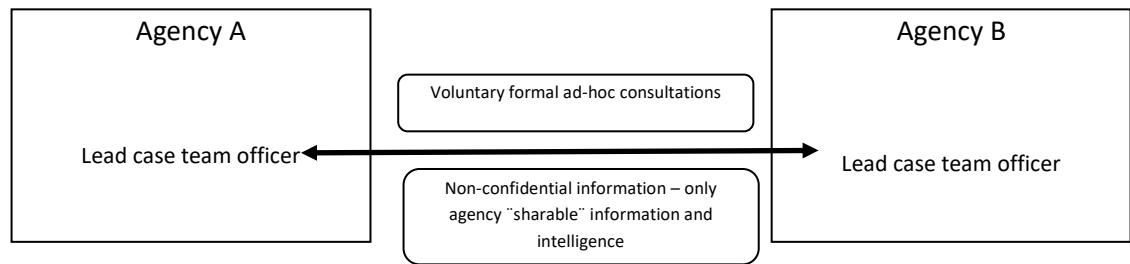 Agency A
Agency B
Voluntary formal ad-hoc consultations
Lead case team officer
Lead case team officer
Non-confidential information – only
agency ¨sharable¨ information and
intelligence